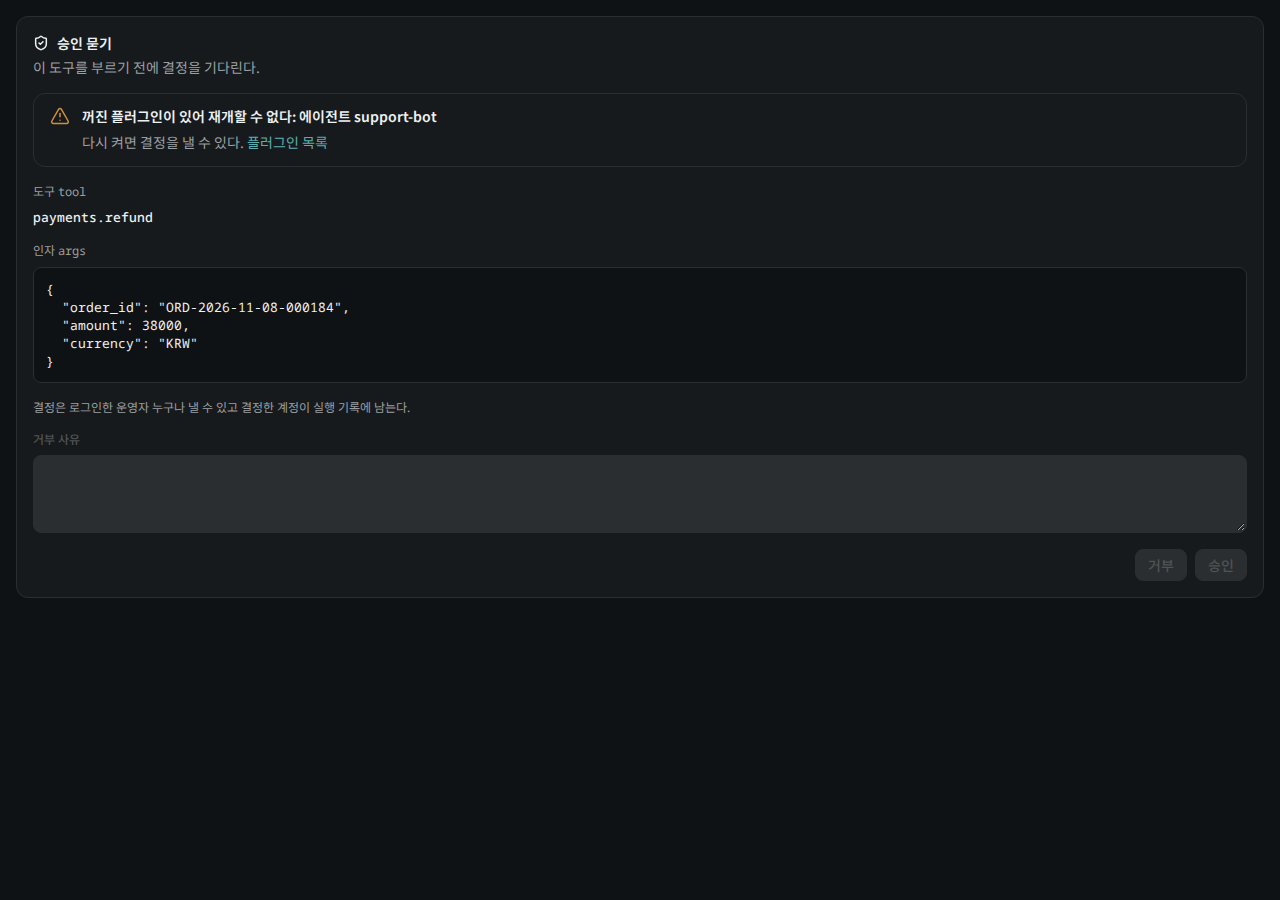 승인 묻기
이 도구를 부르기 전에 결정을 기다린다.
꺼진 플러그인이 있어 재개할 수 없다: 에이전트 support-bot
다시 켜면 결정을 낼 수 있다. 플러그인 목록
도구 tool
payments.refund
인자 args
{
  "order_id": "ORD-2026-11-08-000184",
  "amount": 38000,
  "currency": "KRW"
}
결정은 로그인한 운영자 누구나 낼 수 있고 결정한 계정이 실행 기록에 남는다.
거부 사유
거부 승인